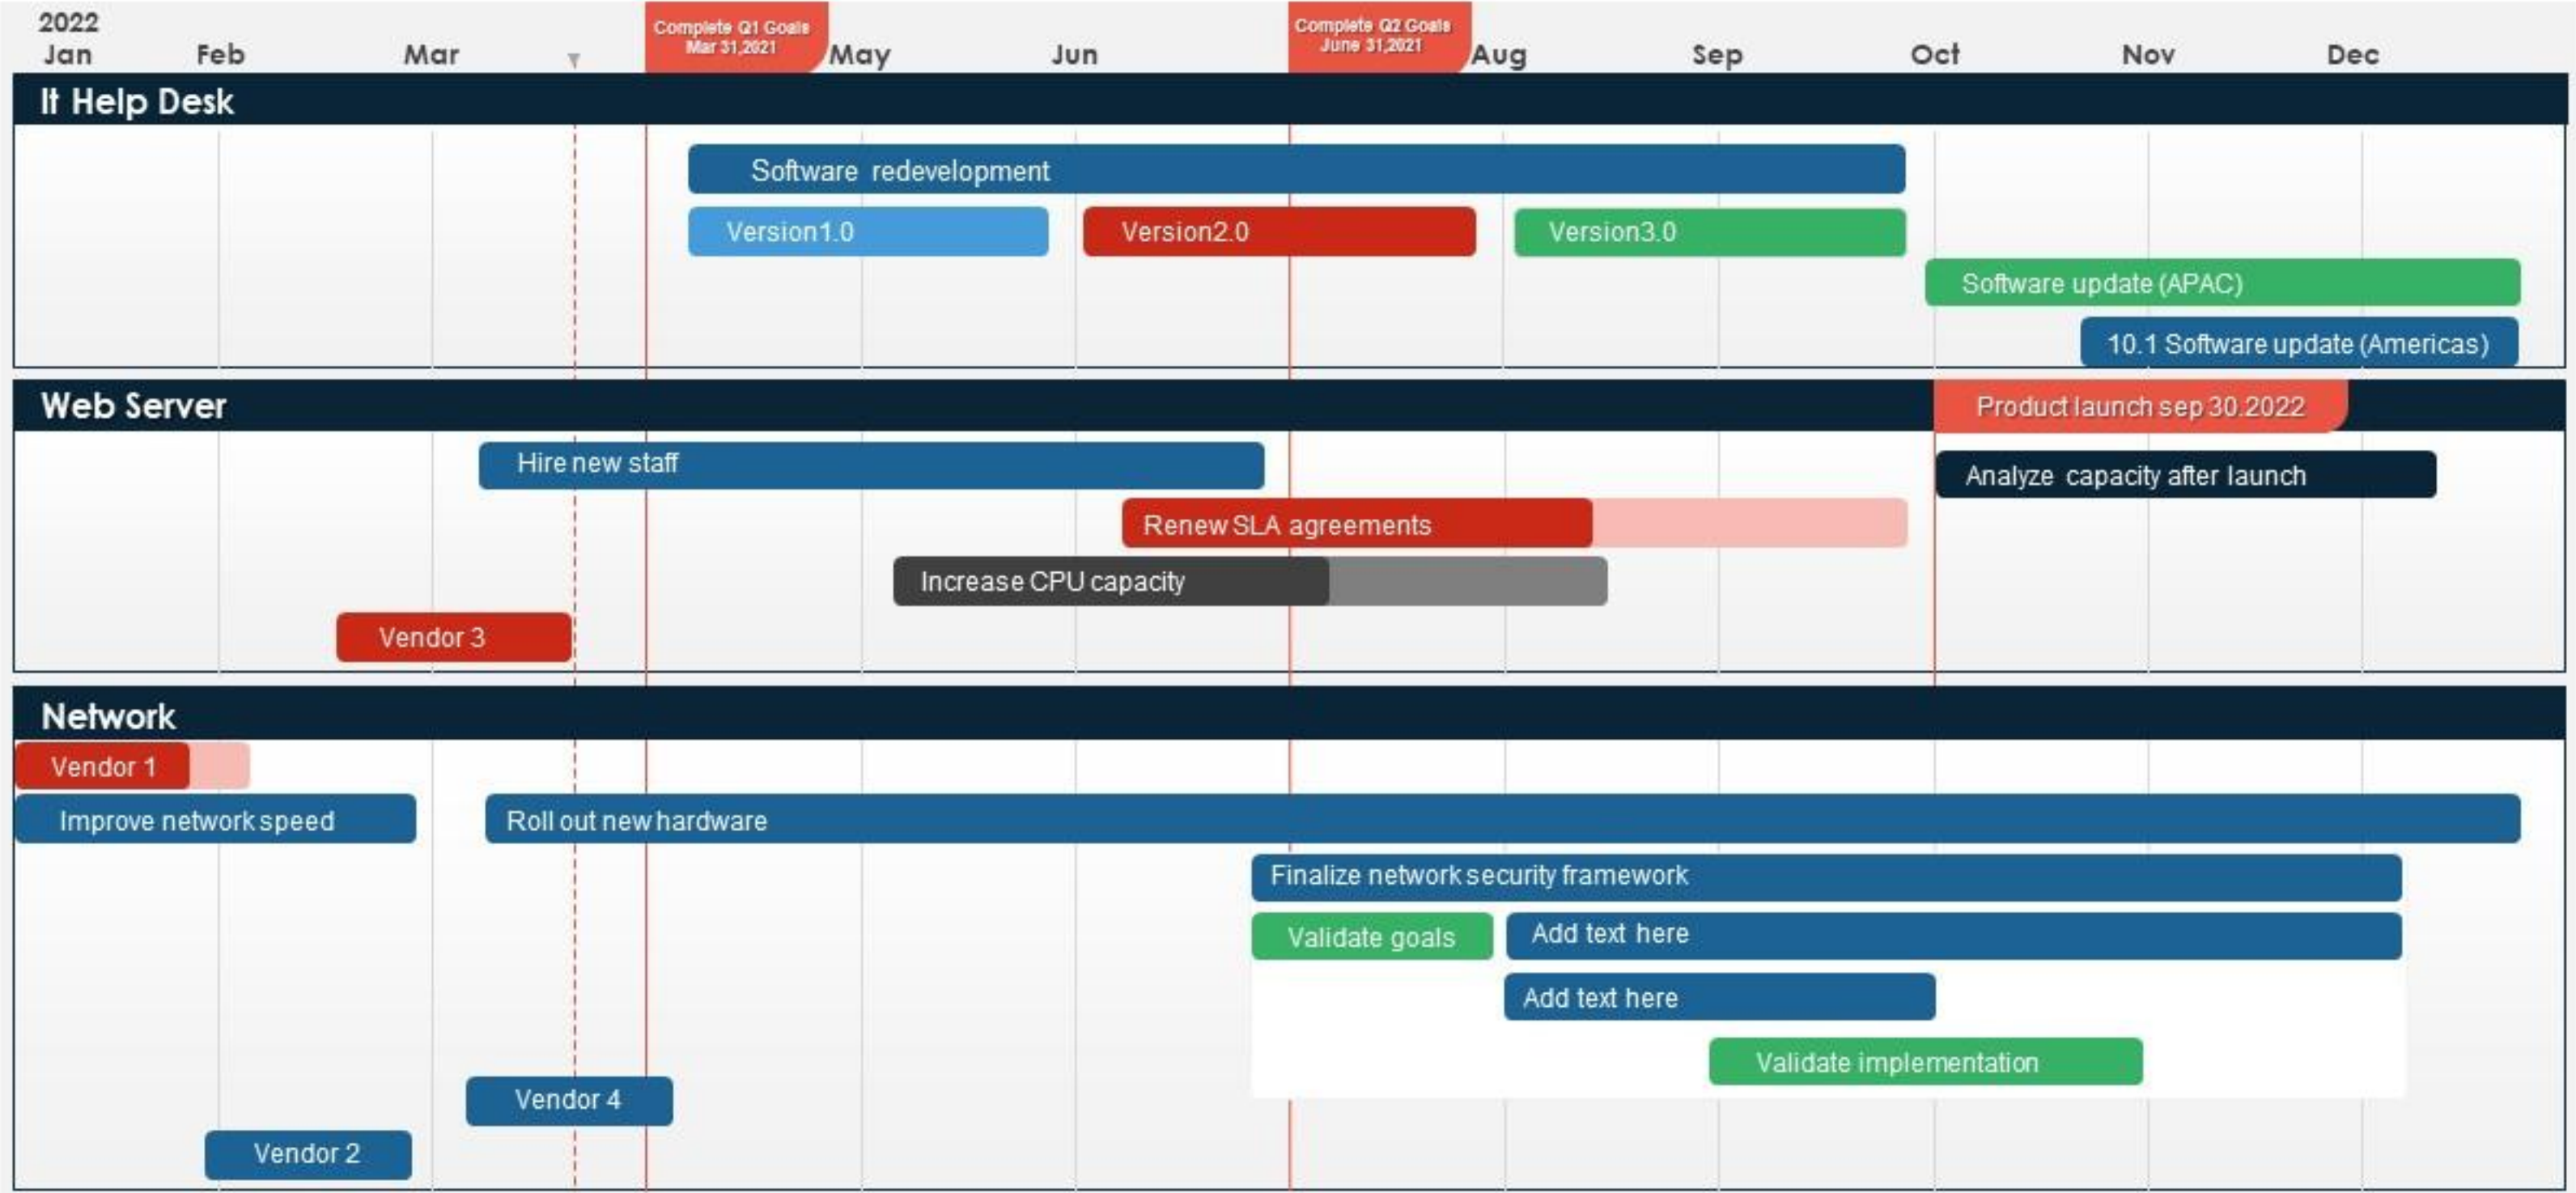 2022
Jan Feb Mar May Jun Aug Sep Oct Nov Dec
Complete Q1 Goals
Mar 31,2021
Complete Q2 Goals
June 31,2021
It Help Desk
Software redevelopment
Version1.0 Version2.0 Version3.0
Software update (APAC)
10.1 Software update (Americas)
Web Server
Product launch sep 30.2022
Hire new staff
Analyze capacity after launch
Renew SLA agreements
Increase CPU capacity
Vendor 3
Network
Vendor 1
Improve network speed
Roll out new hardware
Finalize network security framework
Validate goals
Add text here
Add text here
Validate implementation
Vendor 4
Vendor 2